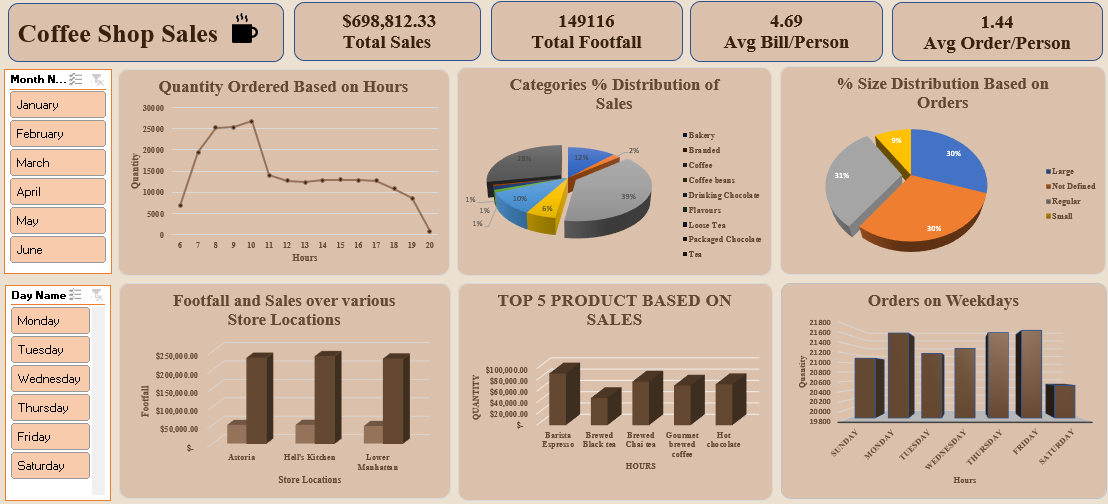 Coffee Shop Sales
$698,812.33
Total Sales
149116
Total Footfall
4.69
Avg Bill/Person
1.44
Avg Order/Person
Month N...
January
February
March
April
May
June
Quantity Ordered Based on Hours
30000
25000
20000
15000
10000
5000
0
Quantity
6 7 8 9 10 11 12 13 14 15 16 17 18 19 20
Hours
Categories % Distribution of
Sales
28%
12%
2%
39%
6%
10%
1%
1%
1%
Bakery
Branded
Coffee
Coffee beans
Drinking Chocolate
Flavours
Loose Tea
Packaged Chocolate
Tea
% Size Distribution Based on
Orders
9%
30%
31%
30%
Large
Not Defined
Regular
Small
Day Name
Monday
Tuesday
Wednesday
Thursday
Friday
Saturday
Footfall and Sales over various
Store Locations
$250,000.00
$200,000.00
$150,000.00
$100,000.00
$50,000.00
$-
Footfall
Astoria Hell's Kitchen Lower
Manhattan
Store Locations
TOP 5 PRODUCT BASED ON
SALES
$100,000.00
$80,000.00
$60,000.00
$40,000.00
$20,000.00
$-
QUANTITY
Barista Brewed Brewed Gourmet Hot
Espresso Black tea Chai tea brewed chocolate
coffee
HOURS
Orders on Weekdays
21800
21600
21400
21200
21000
20800
20600
20400
20200
20000
19800
Quantity
SUNDAY
MONDAY
TUESDAY
WEDNESDAY
THURSDAY
FRIDAY
SATURDAY
Hours